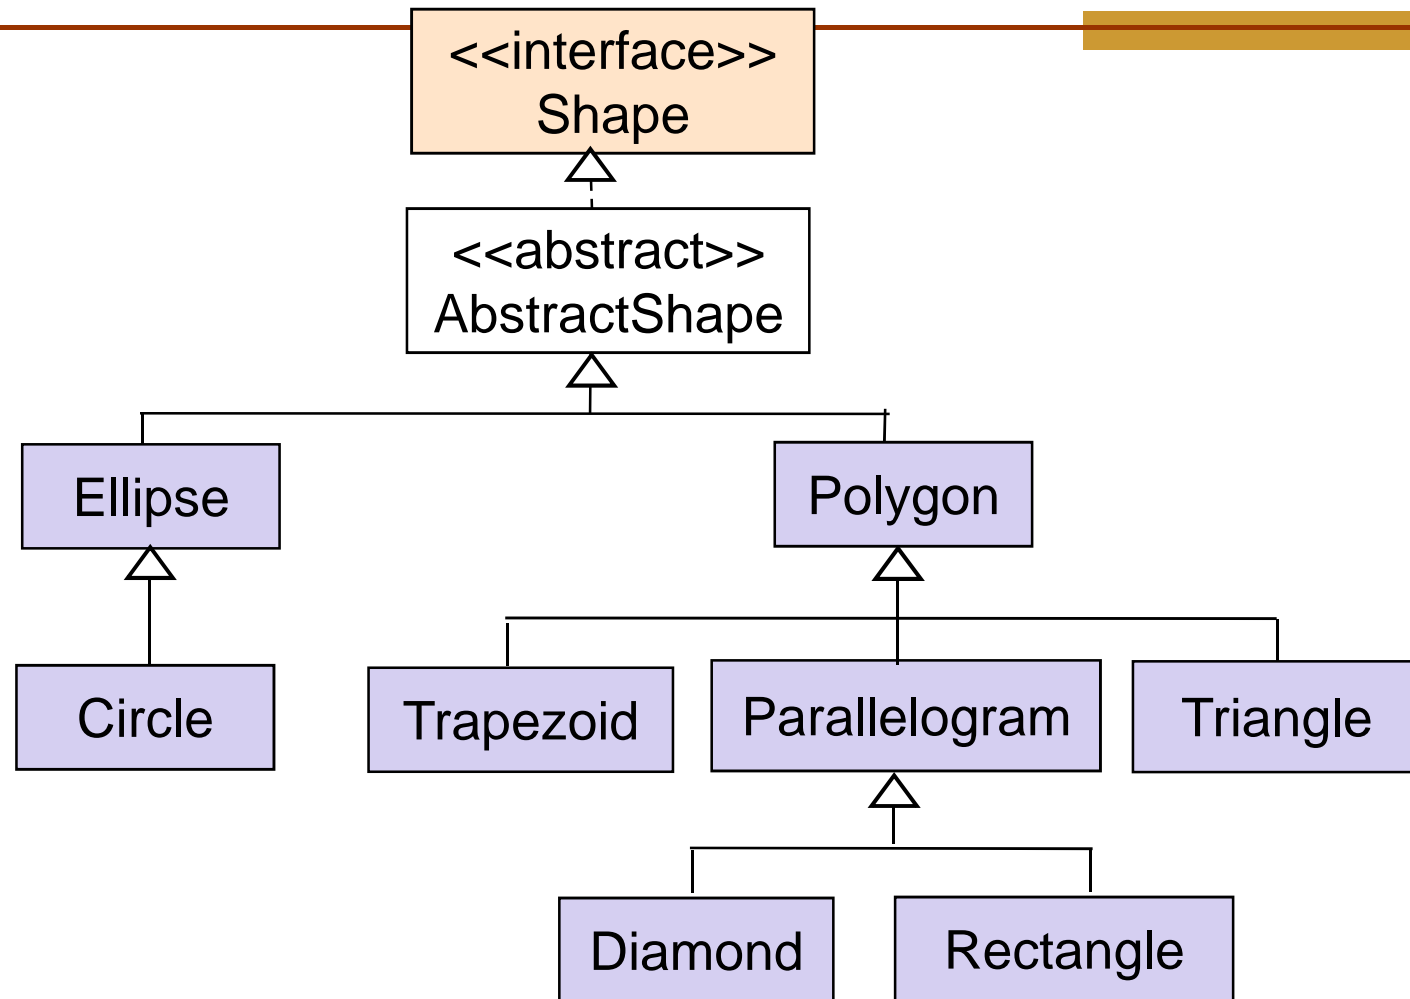 <<interface>>
Shape
<<abstract>>
AbstractShape
Ellipse
Polygon
Circle
Trapezoid
Parallelogram
Triangle
Diamond
Rectangle